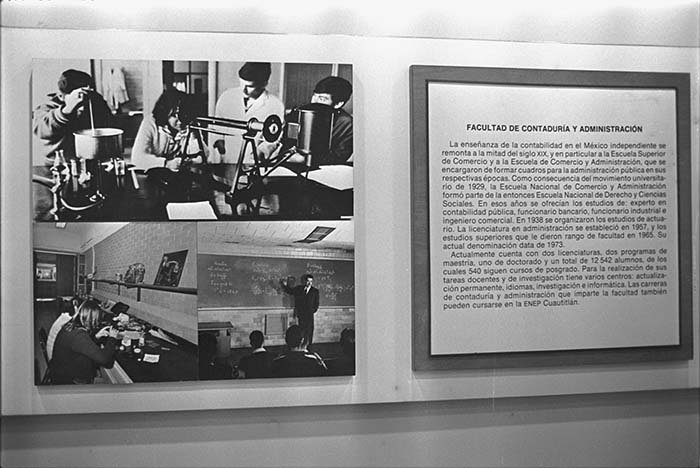 FACULTAD DE CONTADURÍA Y ADMINISTRACIÓN
La enseñanza de la contabilidad en el México independiente se
remonta a la mitad del siglo XIX, y en particular a la Escuela Superior
de Comercio y a la Escuela de Comercio y Administración, que se
encargaron de formar cuadros para la administración pública en sus
respectivas épocas. Como consecuencia del movimiento universita-
rio de 1929, la Escuela Nacional de Comercio y Administración
formó parte de la entonces Escuela Nacional de Derecho y Ciencias
Sociales. En esos años se ofrecían los estudios de: experto en
contabilidad pública, funcionario bancario, funcionario industrial e
ingeniero comercial. En 1938 se organizaron los estudios de actua-
rio. La licenciatura en administración se estableció en 1957, y los
estudios superiores que le dieron rango de facultad en 1965. Su
actual denominación data de 1973.
Actualmente cuenta con dos licenciaturas, dos programas de
maestría, uno de doctorado y un total de 12 542 alumnos, de los
cuales 540 siguen cursos de posgrado. Para la realización de sus
tareas docentes y de investigación tiene varios centros: actualiza-
ción permanente, idiomas, investigación e informática. Las carreras
de contaduría y administración que imparte la facultad también
pueden cursarse en la ENEP Cuautitlán.